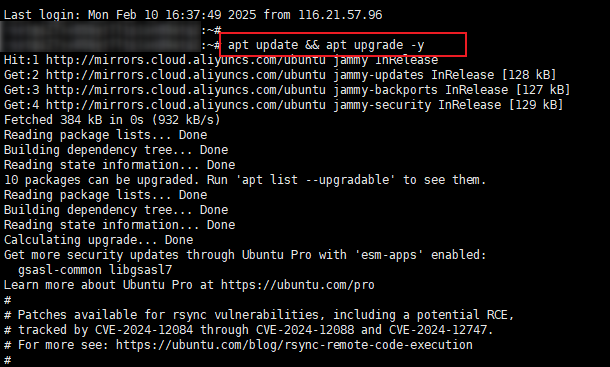 Last login: Mon Feb 10 16:37:49 2025 from 116.21.57.96
:~#
:~# apt update && apt upgrade -y
Hit:1 http://mirrors.cloud.aliyuncs.com/ubuntu jammy InRelease
Get:2 http://mirrors.cloud.aliyuncs.com/ubuntu jammy-updates InRelease [128 kB]
Get:3 http://mirrors.cloud.aliyuncs.com/ubuntu jammy-backports InRelease [127 kB]
Get:4 http://mirrors.cloud.aliyuncs.com/ubuntu jammy-security InRelease [129 kB]
Fetched 384 kB in 0s (932 kB/s)
Reading package lists... Done
Building dependency tree... Done
Reading state information... Done
10 packages can be upgraded. Run 'apt list --upgradable' to see them.
Reading package lists... Done
Building dependency tree... Done
Reading state information... Done
Calculating upgrade... Done
Get more security updates through Ubuntu Pro with 'esm-apps' enabled:
  gsasl-common libgsasl7
Learn more about Ubuntu Pro at https://ubuntu.com/pro
#
# Patches available for rsync vulnerabilities, including a potential RCE,
# tracked by CVE-2024-12084 through CVE-2024-12088 and CVE-2024-12747.
# For more see: https://ubuntu.com/blog/rsync-remote-code-execution
#